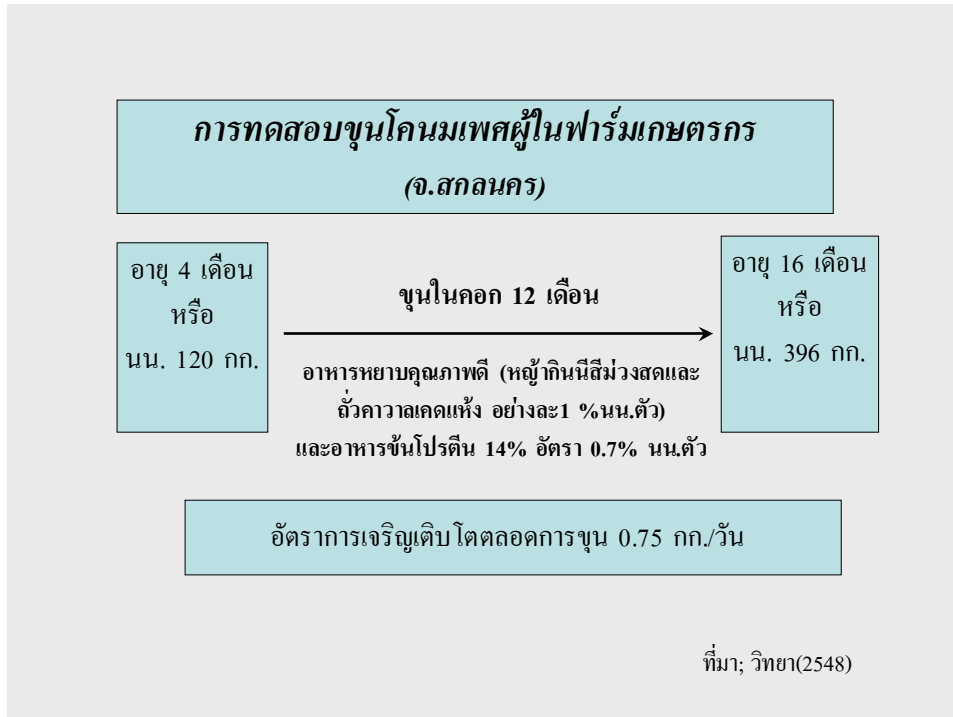 การทดสอบขุนโคนมเพศผู้ในฟาร์มเกษตรกร
(จ.สกลนคร)
อายุ 4 เดือน
หรือ
นน. 120 กก.
ขุนในคอก 12 เดือน
อาหารหยาบคุณภาพดี (หญ้ากินนีสีม่วงสดและ
ถั่วคาวาลเคดแห้ง อย่างละ1 %นน.ตัว)
และอาหารข้นโปรตีน 14% อัตรา 0.7% นน.ตัว
อายุ 16 เดือน
หรือ
นน. 396 กก.
อัตราการเจริญเติบโตตลอดการขุน 0.75 กก./วัน
ที่มา; วิทยา(2548)